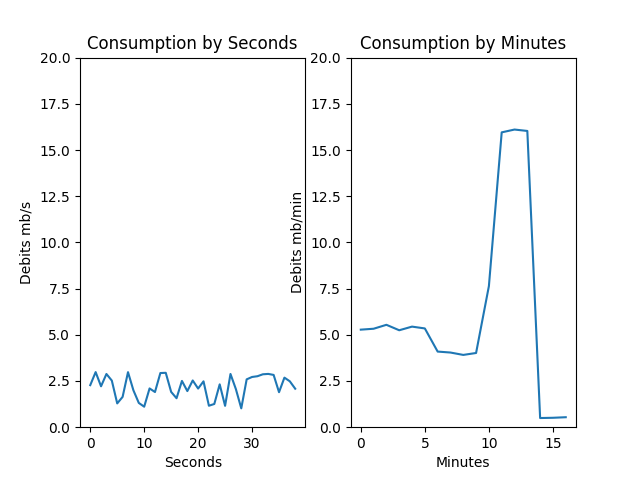 Consumption by Seconds
20.0
17.5
15.0
12.5
10.0
7.5
5.0
2.5
0.0
Debits mb/s
0 10 20 30
Seconds
Consumption by Minutes
20.0
17.5
15.0
12.5
10.0
7.5
5.0
2.5
0.0
Debits mb/min
0 5 10 15
Minutes